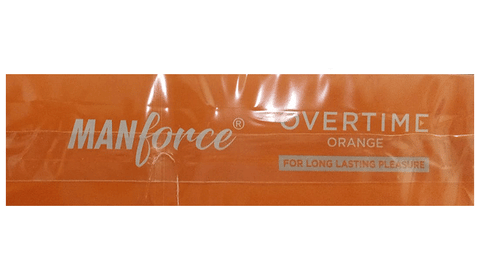 MANforce®
OVERTIME
ORANGE
FOR LONG LASTING PLEASURE